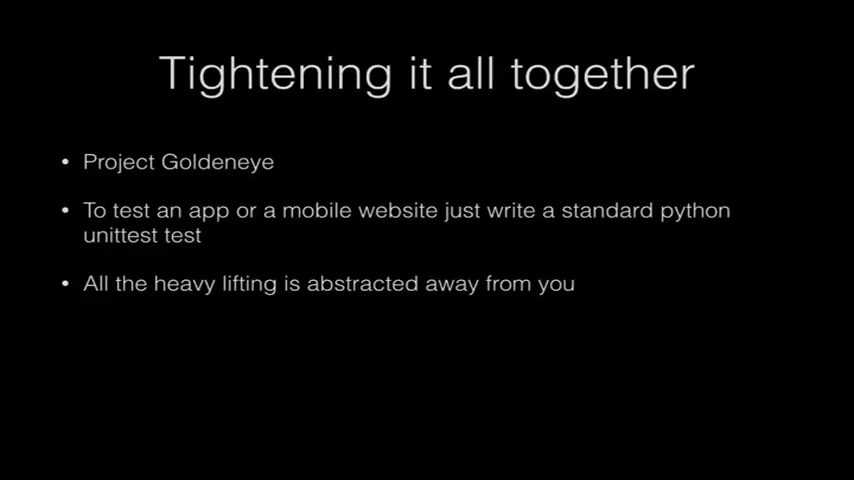 Tightening it all together
• Project Goldeneye
• To test an app or a mobile website just write a standard python
unittest test
• All the heavy lifting is abstracted away from you